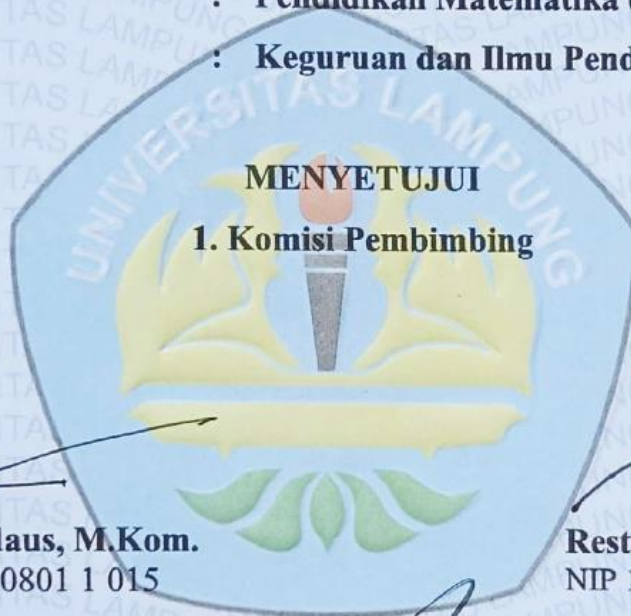 : Pendidikan Matematika
: Keguruan dan Ilmu Pend
UNIVERSITAS LAMPUNG
MENYETUJUI
1. Komisi Pembimbing
laus, M.Kom.
Rest
0801 1 015
NIP 1